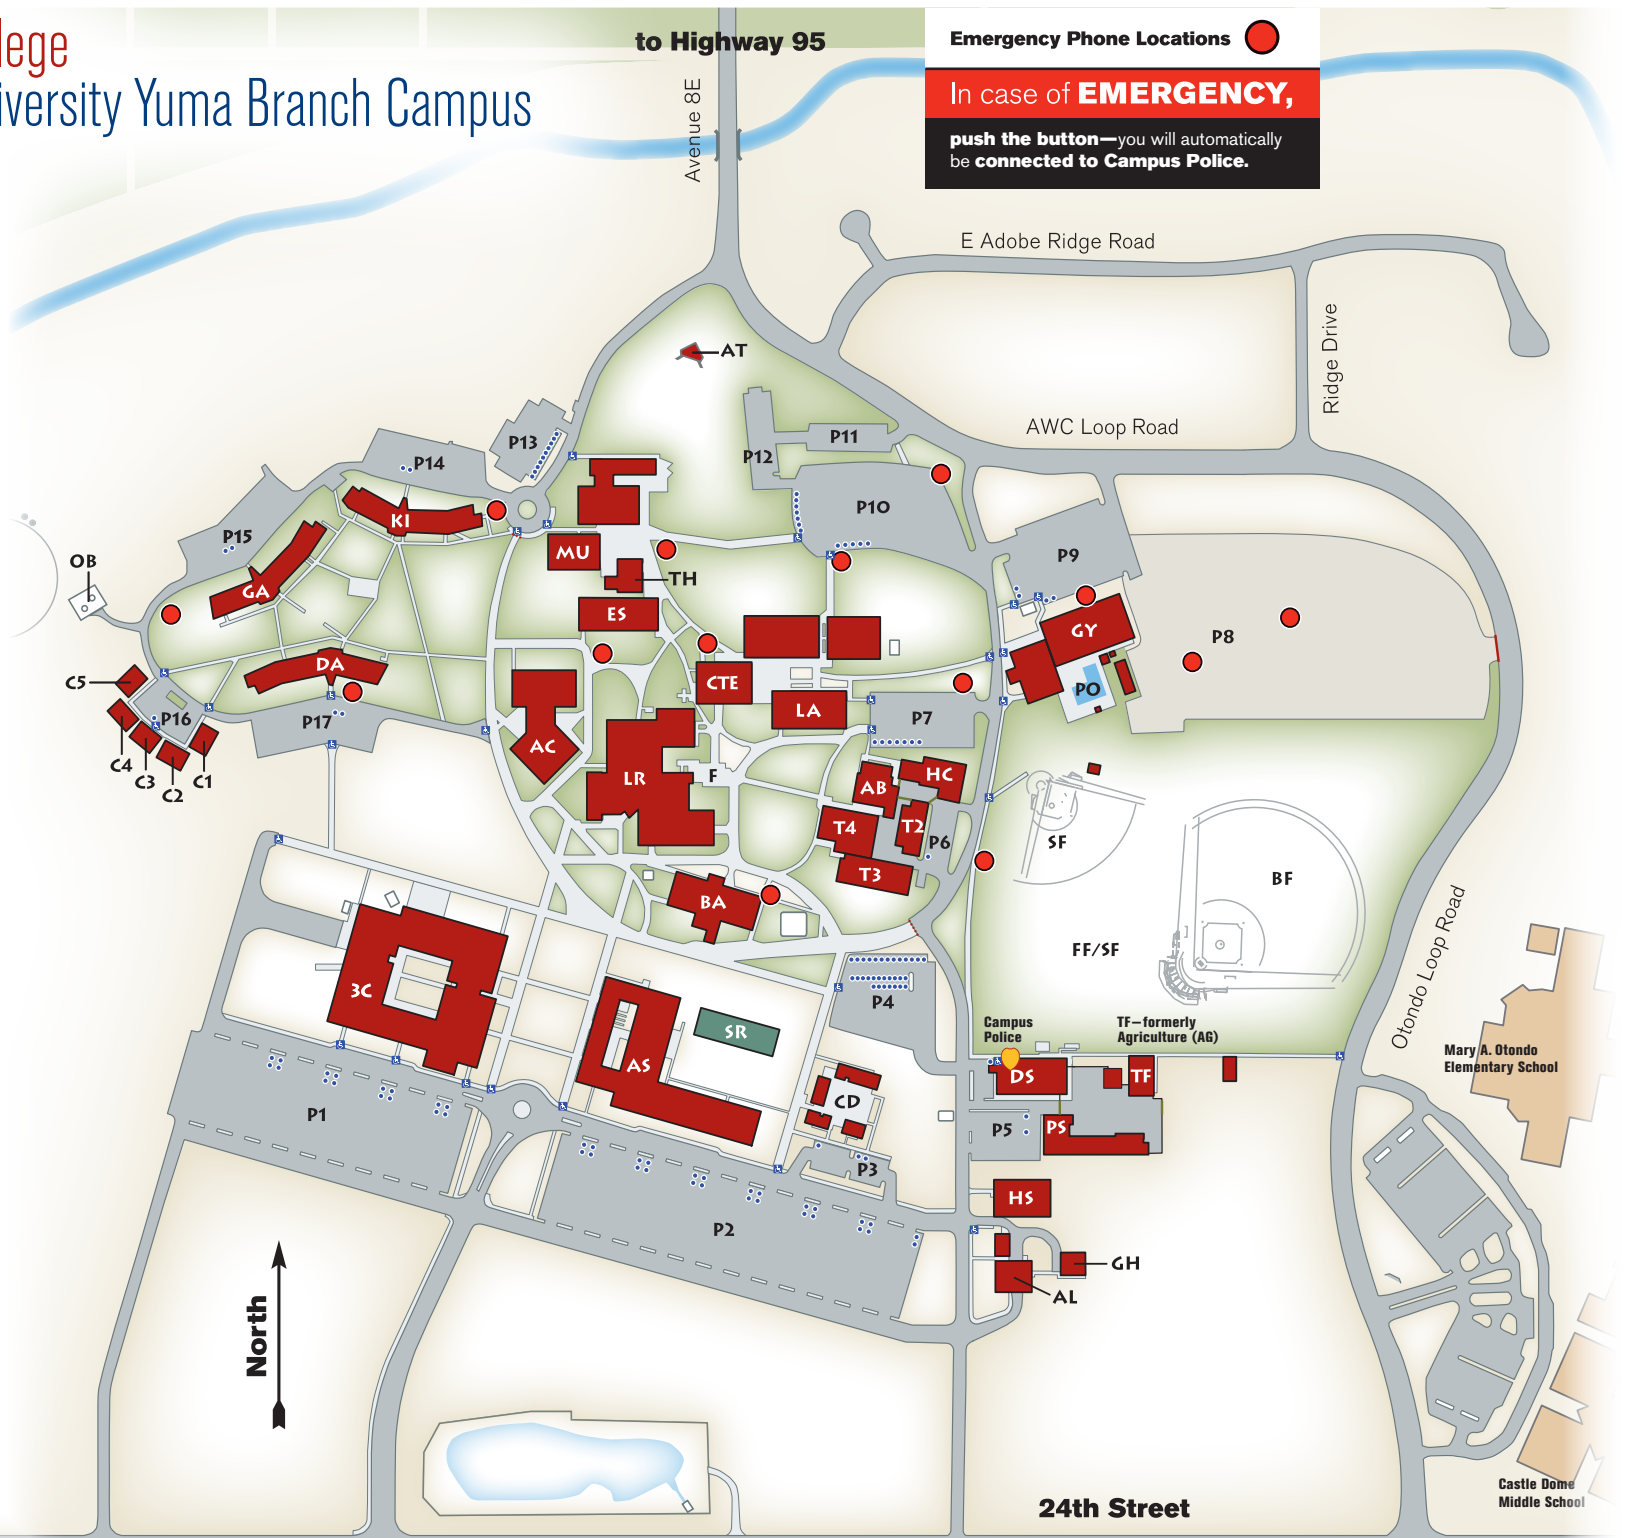 lege
iversity Yuma Branch Campus
to Highway 95
Avenue 8E
Emergency Phone Locations
In case of EMERGENCY,
push the button—you will automatically
be connected to Campus Police.
E Adobe Ridge Road
Ridge Drive
AWC Loop Road
AT
P13
P14
P12
P11
P10
P15
KI
MU
TH
ES
P9
GY
P8
OB
GA
DA
C5
C4
C3
C2
C1
P16
P17
CTE
LA
P7
PO
AC
LR
F
AB
HC
T4
T2
P6
T3
BA
SF
BF
FF/SF
Otondo Loop Road
3C
AS
SR
P4
CD
P3
Campus
Police
TF—formerly
Agriculture (AG)
DS
TF
P5
PS
Mary A. Otondo
Elementary School
P1
P2
HS
GH
AL
North
24th Street
Castle Dome
Middle School